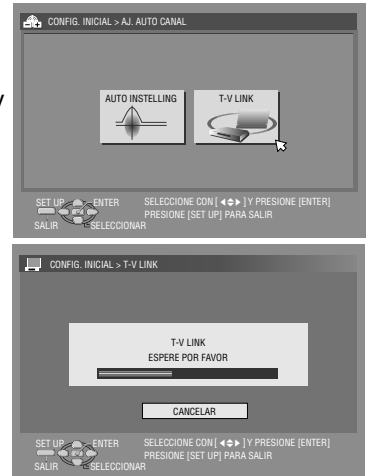 CONFIG. INICIAL > AJ. AUTO CANAL
AUTO INSTELLING
T-V LINK
SET UP
ENTER
SALIR
SELECCIONAR
SELECCIONE CON [ ◀◆▶ ] Y PRESIONE [ENTER]
PRESIONE [SET UP] PARA SALIR
CONFIG. INICIAL > T-V LINK
T-V LINK
ESPERE POR FAVOR
CANCELAR
SET UP
ENTER
SALIR
SELECCIONAR
SELECCIONE CON [ ◀◆▶ ] Y PRESIONE [ENTER]
PRESIONE [SET UP] PARA SALIR